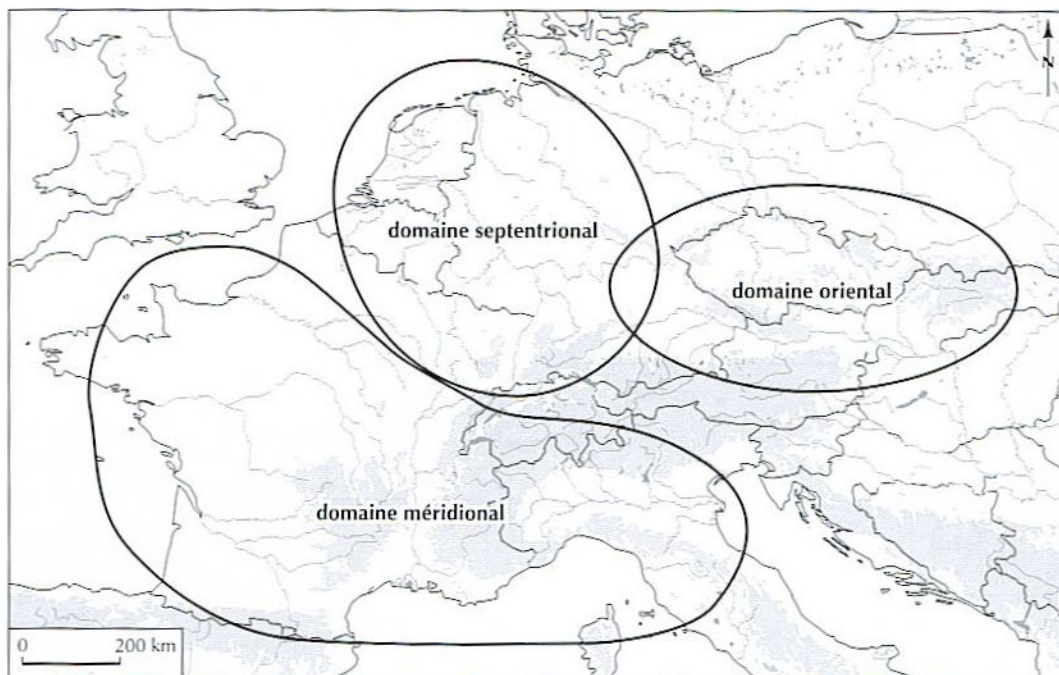 N
domaine septentrional
domaine oriental
domaine méridional
0 200 km